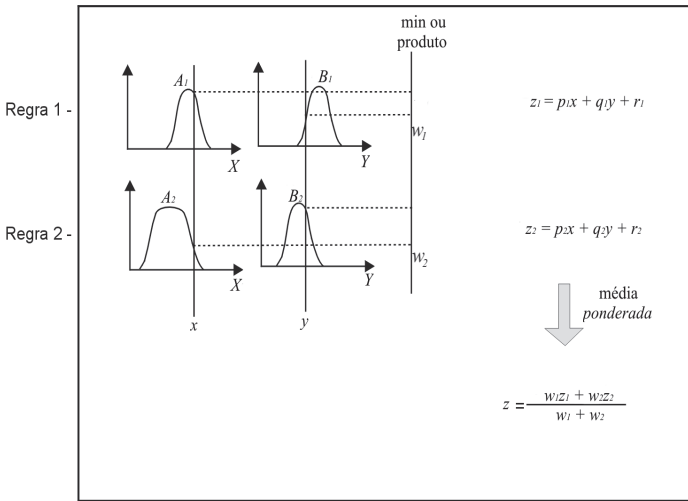 min ou
produto
A1
B1
Regra 1 -
z1 = p1x + q1y + r1
w1
X
Y
A2
B2
Regra 2 -
z2 = p2x + q2y + r2
w2
X
Y
x
y
média
ponderada
z = w1z1 + w2z2
w1 + w2